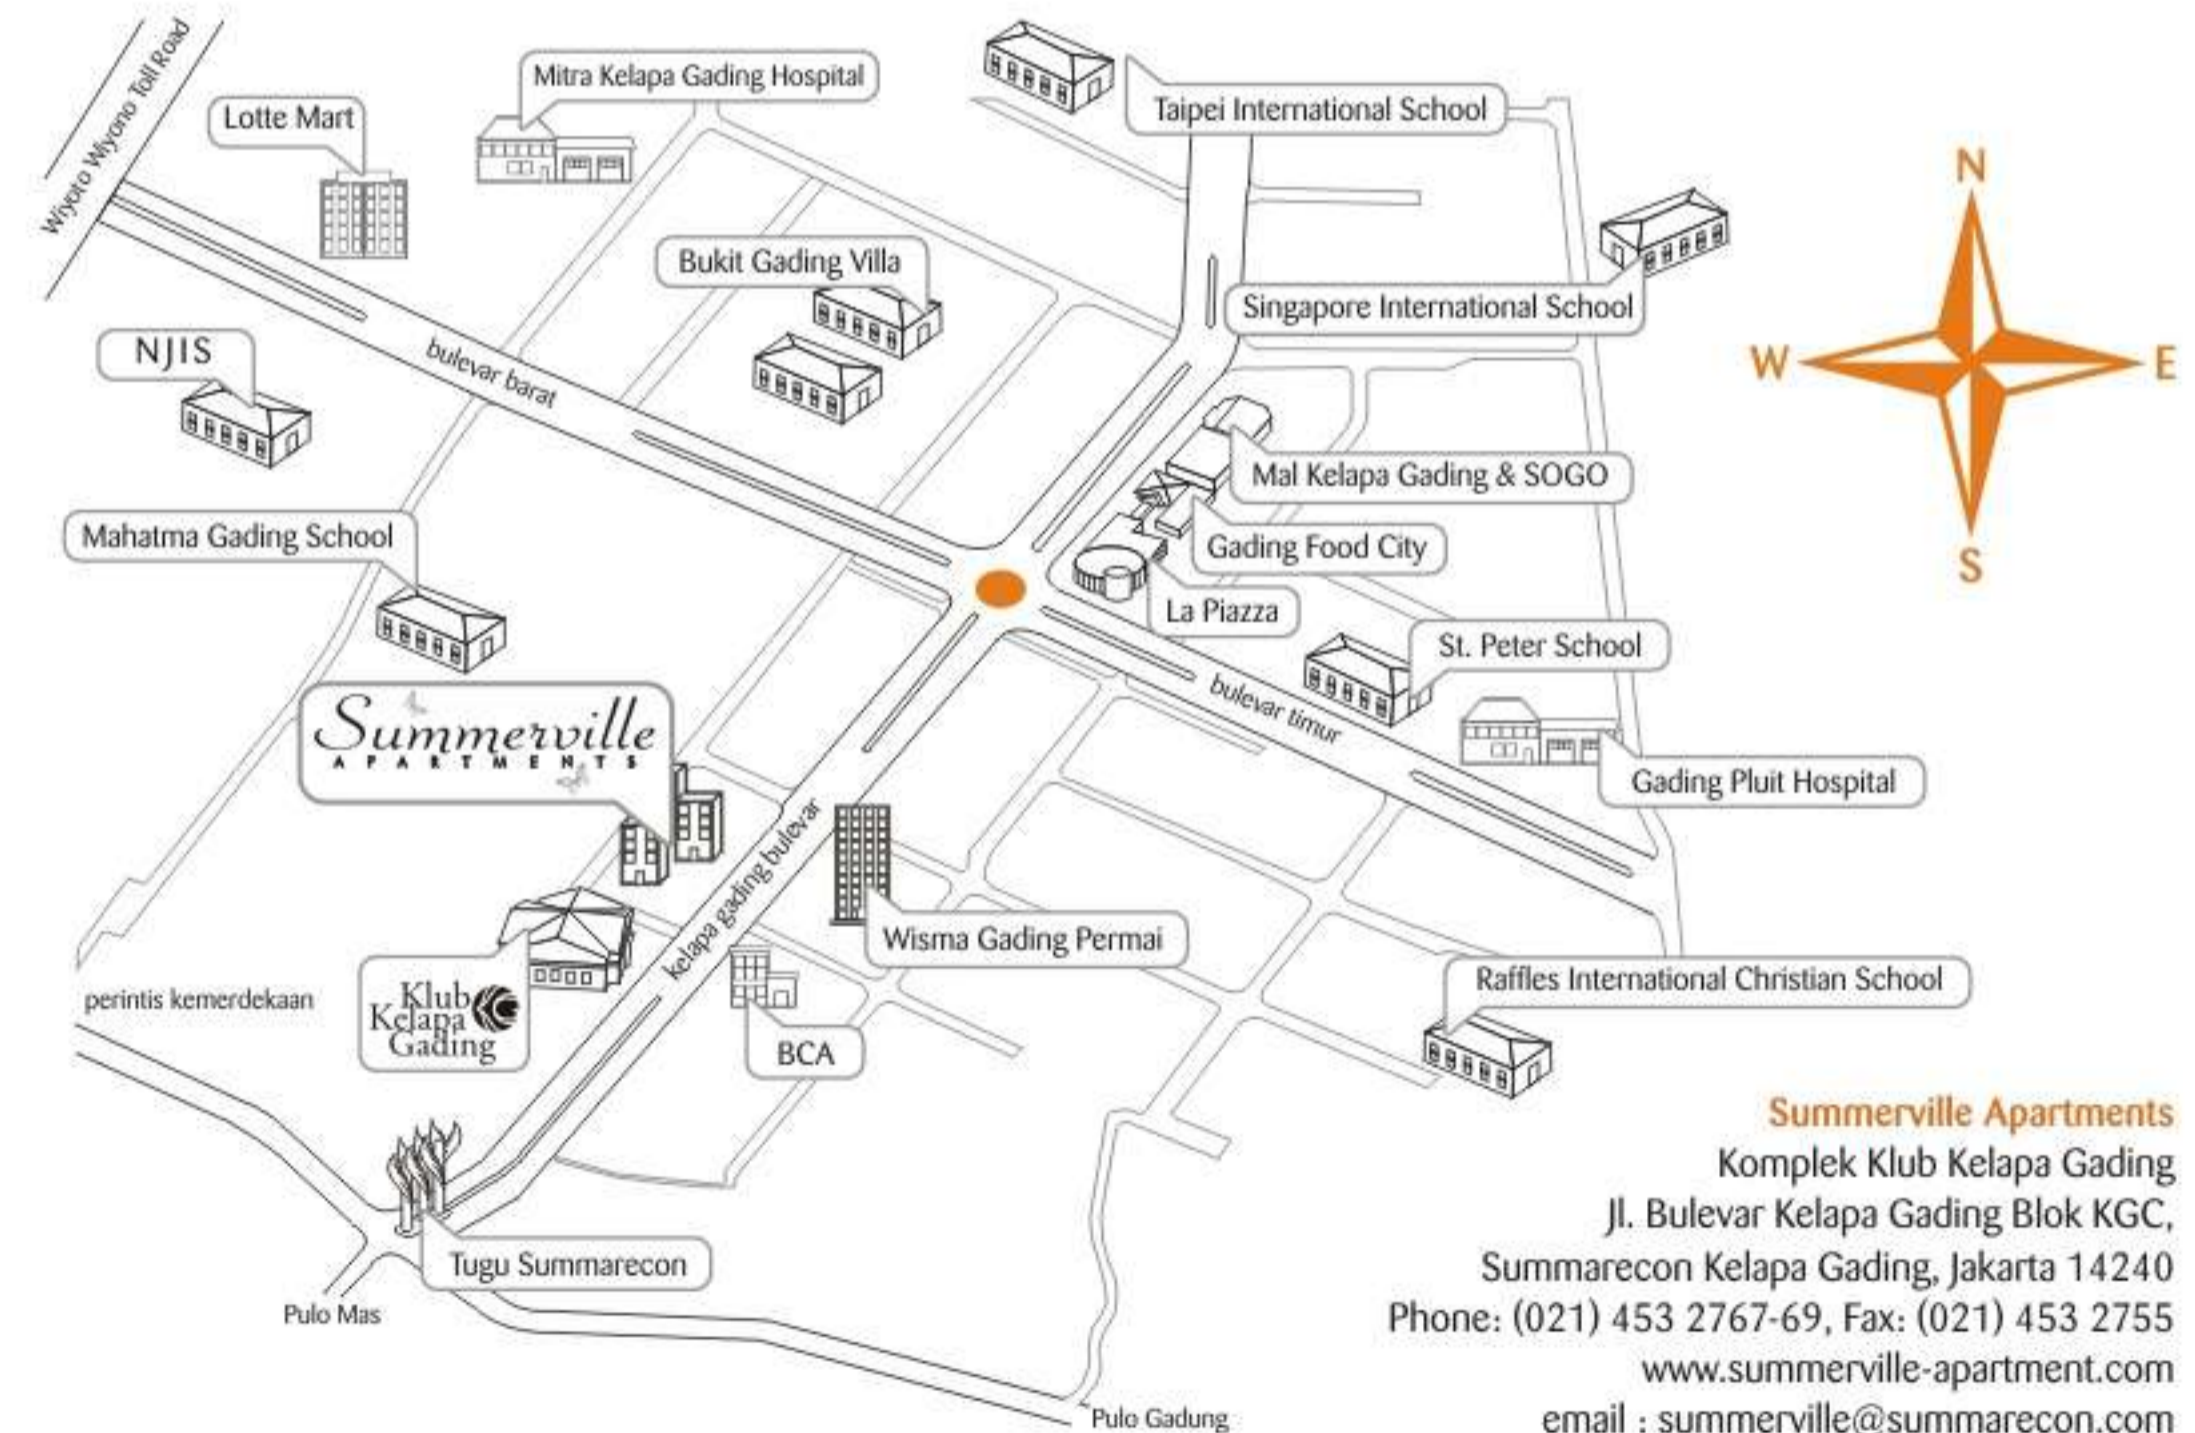 Wiyoto Wiyono Toll Road
Lotte Mart
Mitra Kelapa Gading Hospital
Taipei International School
Bukit Gading Villa
Singapore International School
N
W
E
S
NJIS
bulevar barat
Mal Kelapa Gading & SOGO
Gading Food City
La Piazza
Mahatma Gading School
St. Peter School
bulevar timur
Gading Pluit Hospital
Summerville
APARTMENTS
kelapa gading bulevar
Wisma Gading Permai
Raffles International Christian School
perintis kemerdekaan
Klub
Kelapa
Gading
BCA
Tugu Summarecon
Pulo Mas
Pulo Gadung
Summerville Apartments
Komplek Klub Kelapa Gading
Jl. Bulevar Kelapa Gading Blok KGC,
Summarecon Kelapa Gading, Jakarta 14240
Phone: (021) 453 2767-69, Fax: (021) 453 2755
www.summerville-apartment.com
email : summerville@summarecon.com